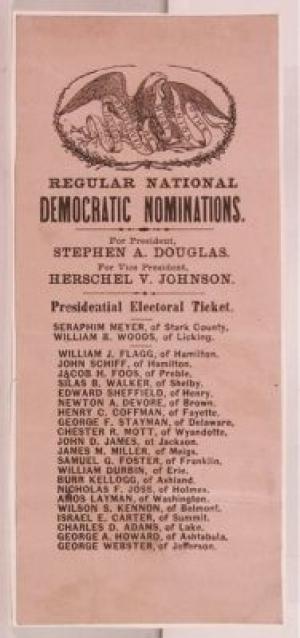 REGULAR NATIONAL
DEMOCRATIC NOMINATIONS.
For President,
STEPHEN A. DOUGLAS.
For Vice President,
HERSCHEL V. JOHNSON.
Presidential Electoral Ticket.
SERAPHIM MEYER, of Stark County.
WILLIAM B. WOODS, of Licking.
WILLIAM J. FLAGG, of Hamilton.
JOHN SCHIFF, of Hamilton.
JACOB H. FOOS, of Preble.
SILAS B. WALKER, of Shelby.
EDWARD SHEFFIELD, of Henry.
NEWTON A. DEVORE, of Brown.
HENRY C. COFFMAN, of Fayette.
GEORGE F. STAYMAN, of Delaware,
CHESTER R. MOTT, of Wyandotte,
JOHN D. JAMES, of Jackson.
JAMES M. MILLER, of Meigs.
SAMUEL G. FOSTER, of Franklin,
WILLIAM DURBIN, of Erie.
BURR KELLOGG, of Ashland.
NICHOLAS F. JOSS, of Holmes.
AMOS LAYMAN, of Washington.
WILSON S. KENNON, of Belmont.
ISRAEL E. CARTER, of Summit.
CHARLES D. ADAMS, of Lake.
GEORGE A. HOWARD, of Ashtabula,
GEORGE WEBSTER, of Jefferson.